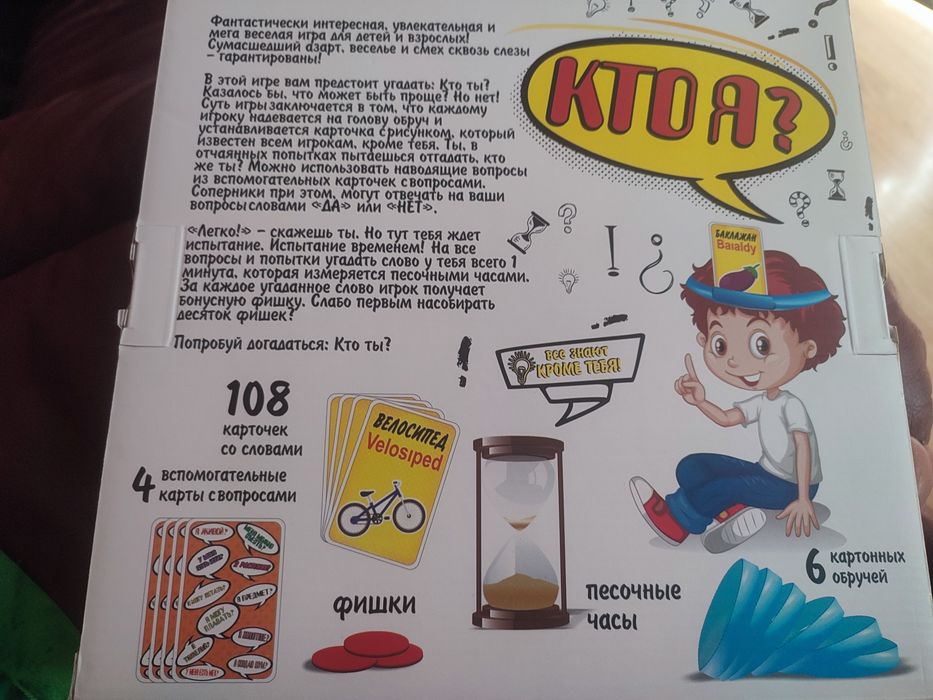 Фантастически интересная, увлекательная и
мега веселая игра для детей и взрослых!
Сумасшедший азарт, веселье и смех сквозь слезы
– гарантированы!
В этой игре вам предстоит угадать: Кто ты?
Казалось бы, что может быть проще? Но нет!
Суть игры заключается в том, что каждому
игроку надевается на голову обруч и
устанавливается карточка с рисунком, который
известен всем игрокам, кроме тебя. Ты, в
отчаянных попытках пытаешься отгадать, кто
же ты? Можно использовать наводящие вопросы
из вспомогательных карточек с вопросами.
Соперники при этом, могут отвечать на ваши
вопросы словами «ДА» или «НЕТ».
«Легко!» – скажешь ты. Но тут тебя ждет
испытание. Испытание временем! На все
вопросы и попытки угадать слово у тебя всего 1
минута, которая измеряется песочными часами.
За каждое угаданное слово игрок получает
бонусную фишку. Слабо первым насобирать
десяток фишек?
Попробуй догадаться: Кто ты?
КТО Я?
БАКЛАЖАН
Baıaldy
ВСЕ ЗНАЮТ
КРОМЕ ТЕБЯ!
108
карточек
со словами
4 вспомогательные
карты с вопросами
ВЕЛОСИПЕД
Velosıped
Я ЖИВОЙ?
Я ПРЕДМЕТ?
Я МОГУ
ПЛАВАТЬ?
фишки
песочные
часы
6 картонных
обручей